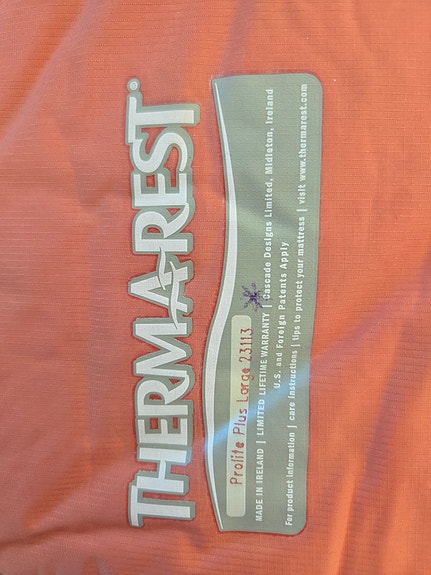 THERMAREST®
Prolite Plus Large 23113
MADE IN IRELAND | LIMITED LIFETIME WARRANTY | Cascade Designs Limited, Midleton, Ireland
U.S. and Foreign Patents Apply
For product information | care instructions | tips to protect your mattress | visit www.thermarest.com